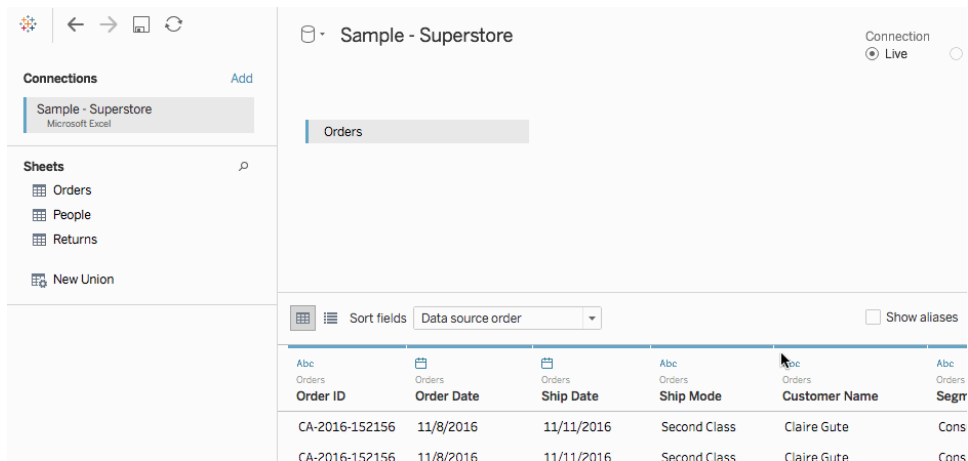 Sample - Superstore
Connection
Live
Connections
Add
Sample - Superstore
Microsoft Excel
Orders
Sheets
Orders
People
Returns
New Union
Sort fields
Data source order
Show aliases
Abc Abc Abc
Orders Orders Orders Orders Orders Orders
Order ID Order Date Ship Date Ship Mode Customer Name Segm
CA-2016-152156 11/8/2016 11/11/2016 Second Class Claire Gute Cons
CA-2016-152156 11/8/2016 11/11/2016 Second Class Claire Gute Cons